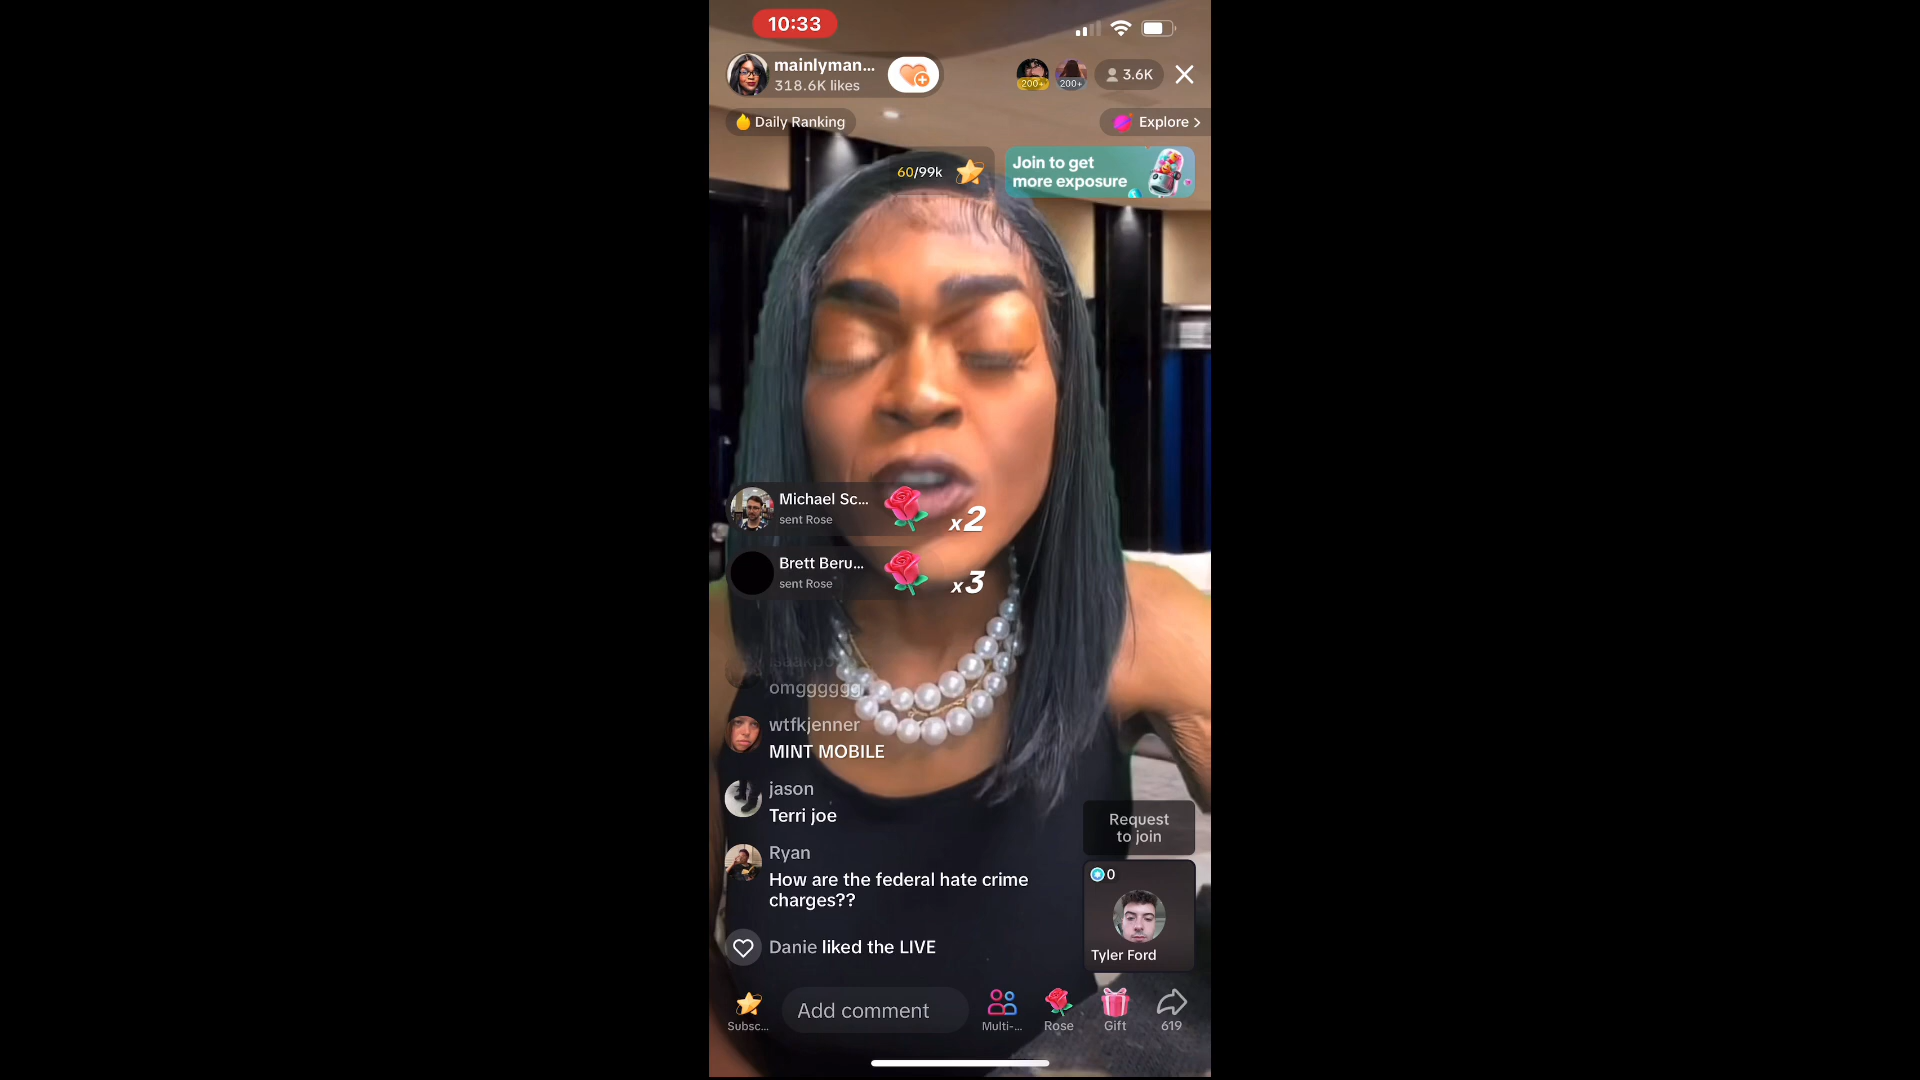 10:33
mainlyman...
318.6K likes
200+
200+
3.6K
Daily Ranking
Explore >
60/99k
Join to get
more exposure
Michael Sc...
sent Rose
x2
Brett Beru...
sent Rose
x3
isaakpo
omgggggg
wtfkjenner
MINT MOBILE
jason
Terri joe
Ryan
How are the federal hate crime
charges??
Danie liked the LIVE
Request
to join
0
Tyler Ford
Add comment
Subsc...
Multi-...
Rose
Gift
619